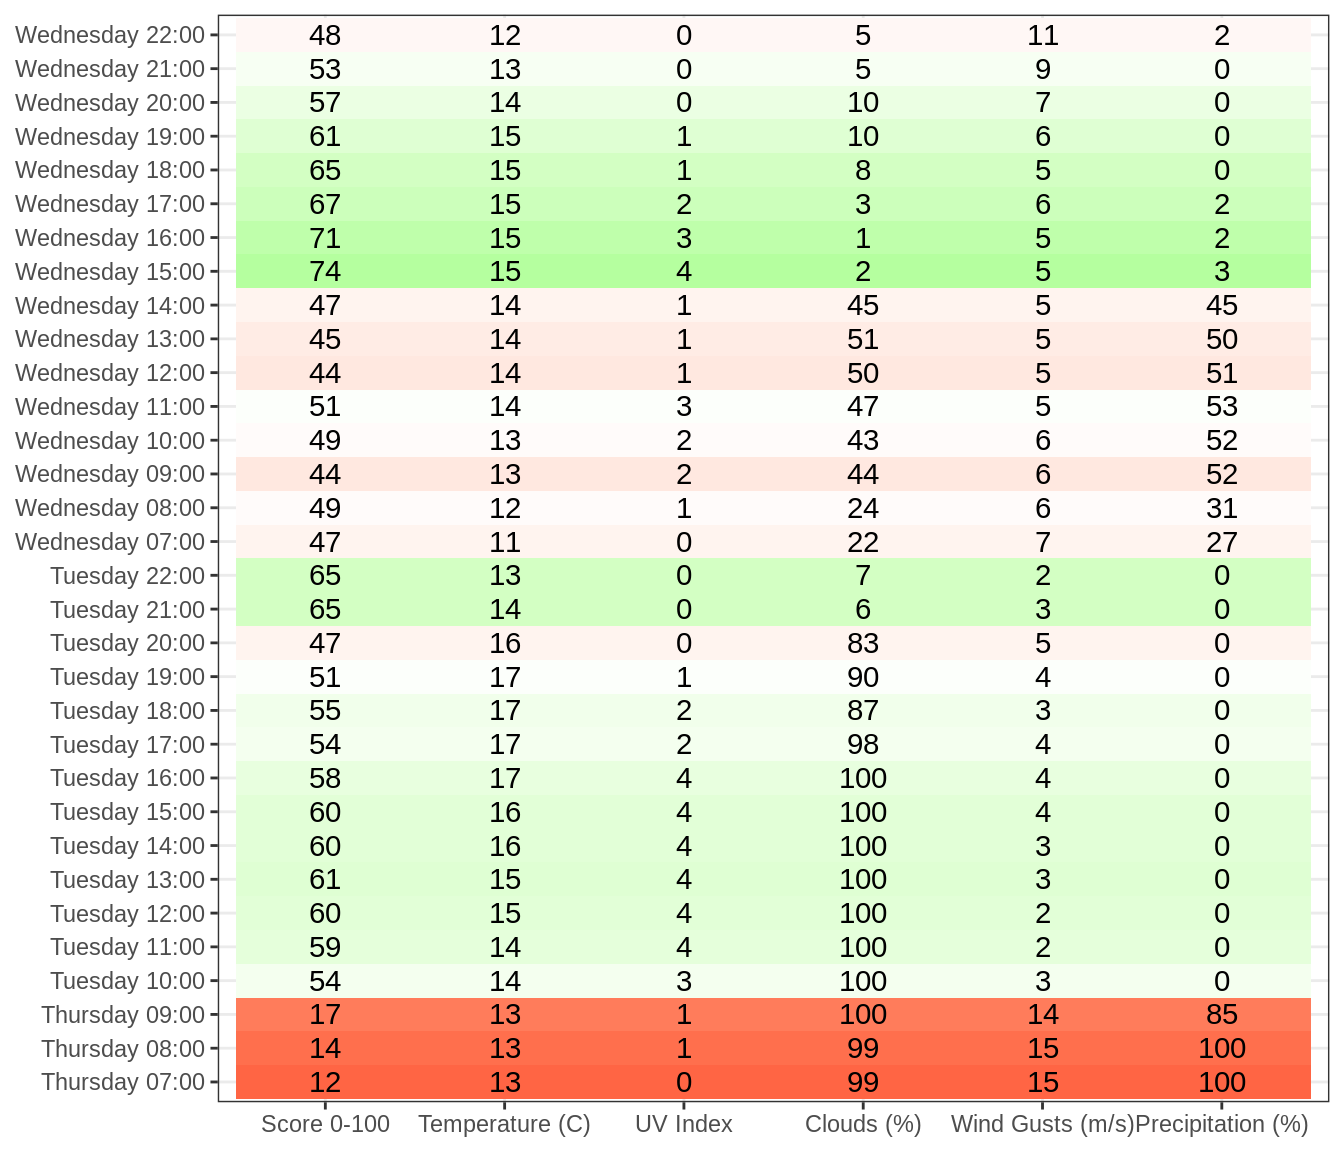 Wednesday 22:00 48 12 0 5 11 2
Wednesday 21:00 53 13 0 5 9 0
Wednesday 20:00 57 14 0 10 7 0
Wednesday 19:00 61 15 1 10 6 0
Wednesday 18:00 65 15 1 8 5 0
Wednesday 17:00 67 15 2 3 6 2
Wednesday 16:00 71 15 3 1 5 2
Wednesday 15:00 74 15 4 2 5 3
Wednesday 14:00 47 14 1 45 5 45
Wednesday 13:00 45 14 1 51 5 50
Wednesday 12:00 44 14 1 50 5 51
Wednesday 11:00 51 14 3 47 5 53
Wednesday 10:00 49 13 2 43 6 52
Wednesday 09:00 44 13 2 44 6 52
Wednesday 08:00 49 12 1 24 6 31
Wednesday 07:00 47 11 0 22 7 27
Tuesday 22:00 65 13 0 7 2 0
Tuesday 21:00 65 14 0 6 3 0
Tuesday 20:00 47 16 0 83 5 0
Tuesday 19:00 51 17 1 90 4 0
Tuesday 18:00 55 17 2 87 3 0
Tuesday 17:00 54 17 2 98 4 0
Tuesday 16:00 58 17 4 100 4 0
Tuesday 15:00 60 16 4 100 4 0
Tuesday 14:00 60 16 4 100 3 0
Tuesday 13:00 61 15 4 100 3 0
Tuesday 12:00 60 15 4 100 2 0
Tuesday 11:00 59 14 4 100 2 0
Tuesday 10:00 54 14 3 100 3 0
Thursday 09:00 17 13 1 100 14 85
Thursday 08:00 14 13 1 99 15 100
Thursday 07:00 12 13 0 99 15 100
Score 0-100 Temperature (C) UV Index Clouds (%) Wind Gusts (m/s) Precipitation (%)